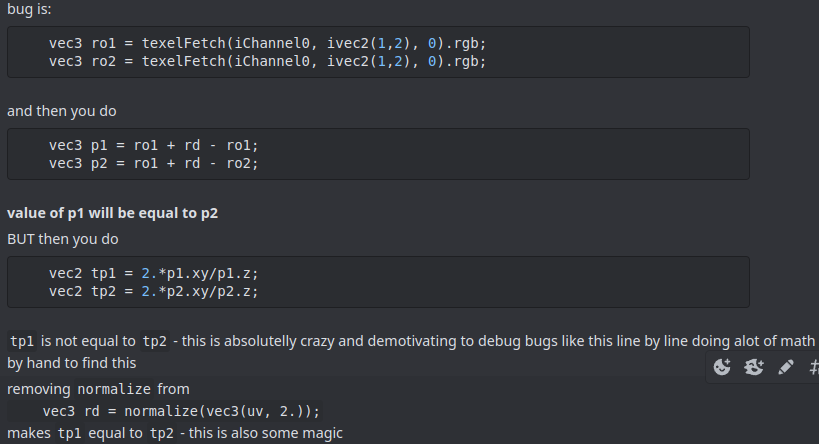 bug is:
vec3 ro1 = texelFetch(iChannel0, ivec2(1,2), 0).rgb;
vec3 ro2 = texelFetch(iChannel0, ivec2(1,2), 0).rgb;
and then you do
vec3 p1 = ro1 + rd - ro1;
vec3 p2 = ro1 + rd - ro2;
value of p1 will be equal to p2
BUT then you do
vec2 tp1 = 2.*p1.xy/p1.z;
vec2 tp2 = 2.*p2.xy/p2.z;
tp1 is not equal to tp2 - this is absolutelly crazy and demotivating to debug bugs like this line by line doing alot of math
by hand to find this
removing normalize from
vec3 rd = normalize(vec3(uv, 2.));
makes tp1 equal to tp2 - this is also some magic